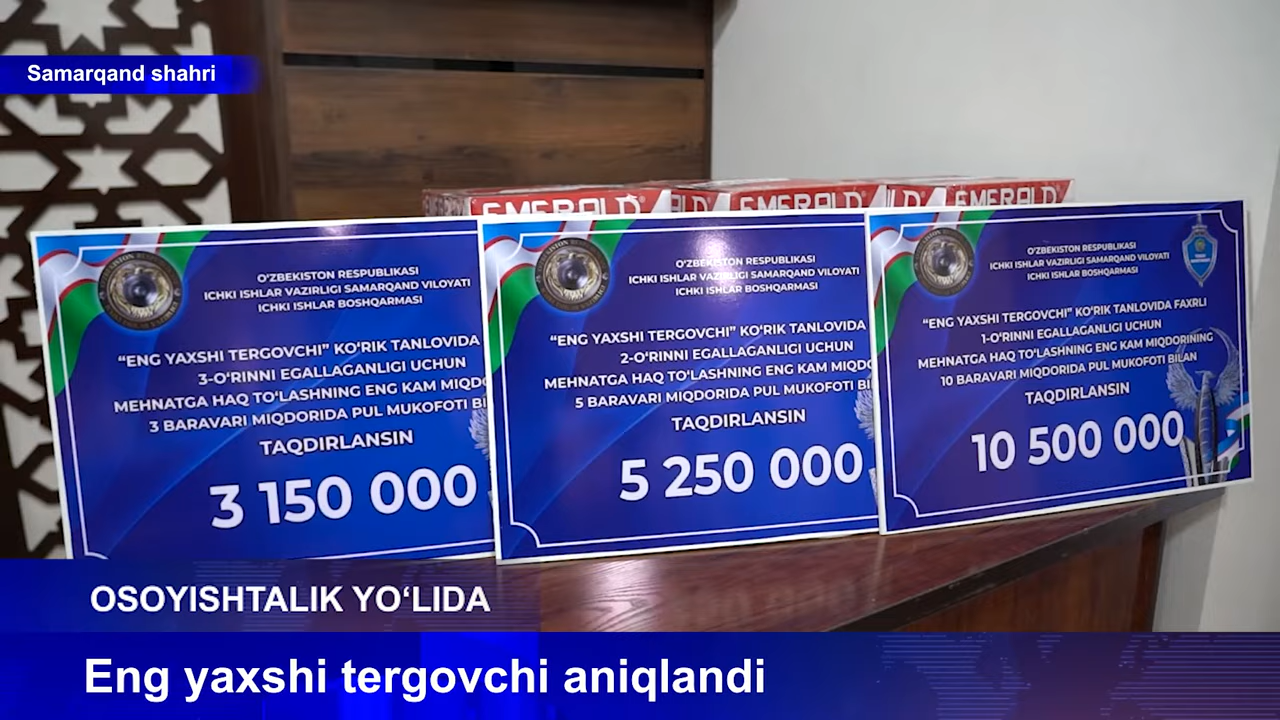 Samarqand shahri
EMERALD
EMERALD
EMERALD
O'ZBEKISTON RESPUBLIKASI
ICHKI ISHLAR VAZIRLIGI SAMARQAND VILOYATI
ICHKI ISHLAR BOSHQARMASI
“ENG YAXSHI TERGOVCHI” KO'RIK TANLOVIDA
3-O'RINNI EGALLAGANLIGI UCHUN
MEHNATGA HAQ TO'LASHNING ENG KAM
3 BARAVARI MIQDORIDA PUL MUKOFOTI
TAQDIRLANSIN
3 150 000
O'ZBEKISTON RESPUBLIKASI
ICHKI ISHLAR VAZIRLIGI SAMARQAND VILOYATI
ICHKI ISHLAR BOSHQARMASI
“ENG YAXSHI TERGOVCHI” KO'RIK TANLOVIDA
2-O'RINNI EGALLAGANLIGI UCHUN
MEHNATGA HAQ TO'LASHNING ENG KAM
5 BARAVARI MIQDORIDA PUL MUKOFOTI
TAQDIRLANSIN
5 250 000
O'ZBEKISTON RESPUBLIKASI
ICHKI ISHLAR VAZIRLIGI SAMARQAND VILOYATI
ICHKI ISHLAR BOSHQARMASI
“ENG YAXSHI TERGOVCHI” KO'RIK TANLOVIDA FAXRLI
1-O'RINNI EGALLAGANLIGI UCHUN
MEHNATGA HAQ TO'LASHNING ENG KAM MIQDORINING
10 BARAVARI MIQDORIDA PUL MUKOFOTI BILAN
TAQDIRLANSIN
10 500 000
OSOYISHTALIK YO‘LIDA
Eng yaxshi tergovchi aniqlandi